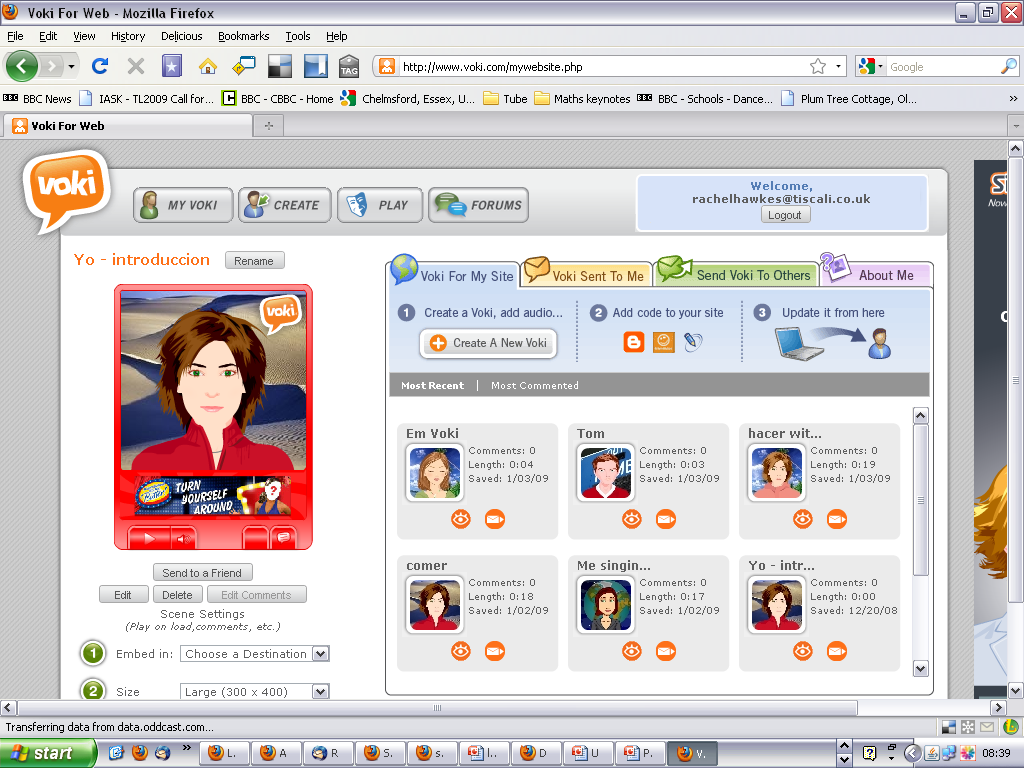 Voki For Web - Mozilla Firefox
File Edit View History Delicious Bookmarks Tools Help
TAG http://www.voki.com/mywebsite.php Google
BBC News IASK - TL2009 Call for... BBC - CBBC - Home Chelmsford, Essex, U... Tube Maths keynotes BBC - Schools - Dance... Plum Tree Cottage, Ol... »
Voki For Web
voki
MY VOKI CREATE PLAY FORUMS
Welcome,
rachelhawkes@tiscali.co.uk
Logout
Yo - introduccion Rename
voki
TURN
YOURSELF
AROUND
Send to a Friend
Edit Delete Edit Comments
Scene Settings
(Play on load,comments, etc.)
1 Embed in: Choose a Destination
2 Size Large (300 x 400)
Voki For My Site Voki Sent To Me Send Voki To Others About Me
1 Create a Voki, add audio... 2 Add code to your site 3 Update it from here
Create A New Voki
Most Recent | Most Commented
Em Voki
Comments: 0
Length: 0:04
Saved: 1/03/09
Tom
Comments: 0
Length: 0:03
Saved: 1/03/09
hacer wit...
Comments: 0
Length: 0:19
Saved: 1/03/09
comer
Comments: 0
Length: 0:18
Saved: 1/02/09
Me singin...
Comments: 0
Length: 0:17
Saved: 1/02/09
Yo - intr...
Comments: 0
Length: 0:00
Saved: 12/20/08
Transferring data from data.oddcast.com...
start » L. A R S. s. l.. D U P. V. 08:39